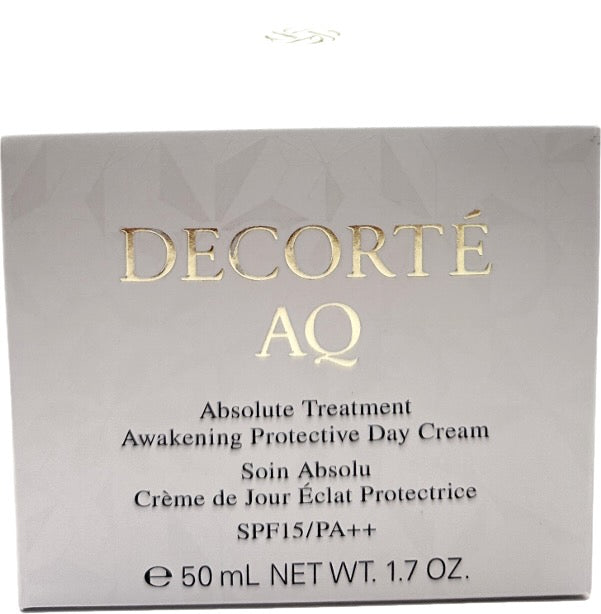 DECORTÉ
AQ
Absolute Treatment
Awakening Protective Day Cream
Soin Absolu
Crème de Jour Éclat Protectrice
SPF15/PA++
℮ 50 mL NET WT. 1.7 OZ.